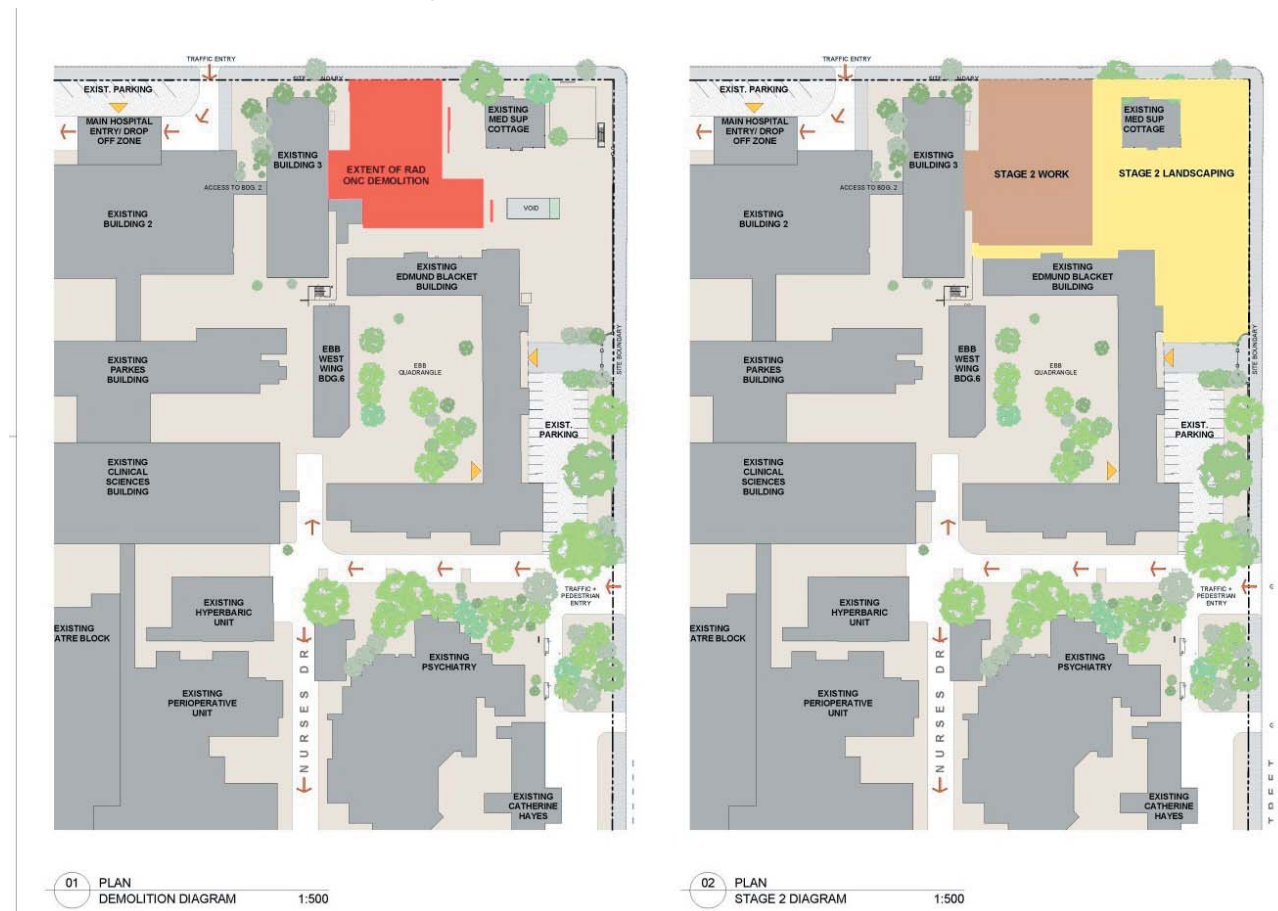 TRAFFIC ENTRY
EXIST. PARKING
MAIN HOSPITAL
ENTRY/ DROP
OFF ZONE
EXISTING
BUILDING 3
EXTENT OF RAD
ONC DEMOLITION
EXISTING
MED SUP
COTTAGE
ACCESS TO BDG. 2
EXISTING
BUILDING 2
VOID
EXISTING
EDMUND BLACKET
BUILDING
EXISTING
PARKES
BUILDING
EBB
WEST
WING
BDG.6
EBB
QUADRANGLE
SITE BOUNDARY
EXIST.
PARKING
EXISTING
CLINICAL
SCIENCES
BUILDING
EXISTING
HYPERBARIC
UNIT
TRAFFIC +
PEDESTRIAN
ENTRY
EXISTING
ATRE BLOCK
EXISTING
PSYCHIATRY
EXISTING
PERIOPERATIVE
UNIT
NURSES DR
EXISTING
CATHERINE
HAYES
01 PLAN
DEMOLITION DIAGRAM 1:500
TRAFFIC ENTRY
EXIST. PARKING
MAIN HOSPITAL
ENTRY/ DROP
OFF ZONE
EXISTING
BUILDING 3
STAGE 2 WORK
EXISTING
MED SUP
COTTAGE
STAGE 2 LANDSCAPING
ACCESS TO BDG. 2
EXISTING
BUILDING 2
EXISTING
EDMUND BLACKET
BUILDING
EXISTING
PARKES
BUILDING
EBB
WEST
WING
BDG.6
EBB
QUADRANGLE
SITE BOUNDARY
EXIST.
PARKING
EXISTING
CLINICAL
SCIENCES
BUILDING
EXISTING
HYPERBARIC
UNIT
TRAFFIC +
PEDESTRIAN
ENTRY
EXISTING
ATRE BLOCK
EXISTING
PSYCHIATRY
EXISTING
PERIOPERATIVE
UNIT
NURSES DR
EXISTING
CATHERINE
HAYES
02 PLAN
STAGE 2 DIAGRAM 1:500